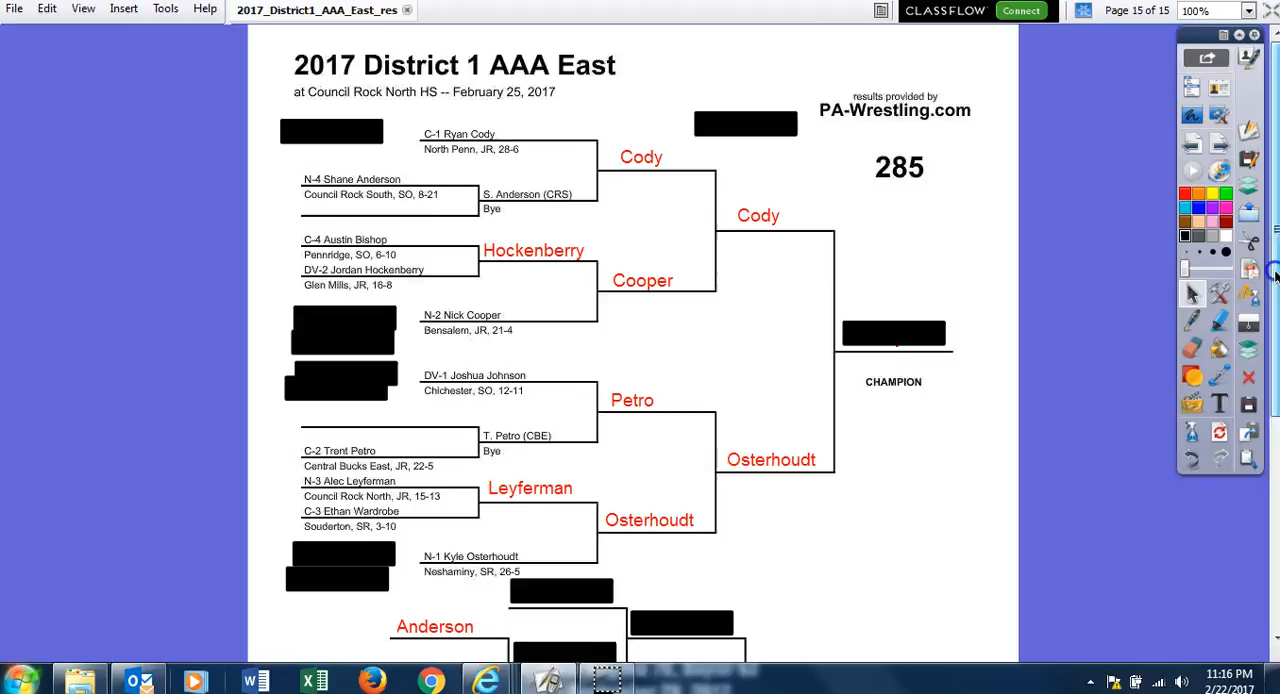 File Edit View Insert Tools Help
2017_District1_AAA_East_res
CLASSFLOW Connect
Page 15 of 15
100%
2017 District 1 AAA East
at Council Rock North HS -- February 25, 2017
results provided by
PA-Wrestling.com
285
C-1 Ryan Cody
North Penn, JR, 28-6
Cody
N-4 Shane Anderson
Council Rock South, SO, 8-21
S. Anderson (CRS)
Bye
Cody
C-4 Austin Bishop
Pennridge, SO, 6-10
Hockenberry
DV-2 Jordan Hockenberry
Glen Mills, JR, 16-8
Cooper
N-2 Nick Cooper
Bensalem, JR, 21-4
CHAMPION
DV-1 Joshua Johnson
Chichester, SO, 12-11
Petro
T. Petro (CBE)
Bye
C-2 Trent Petro
Central Bucks East, JR, 22-5
Osterhoudt
N-3 Alec Leyferman
Council Rock North, JR, 15-13
Leyferman
C-3 Ethan Wardrobe
Souderton, SR, 3-10
Osterhoudt
N-1 Kyle Osterhoudt
Neshaminy, SR, 26-5
Anderson
11:16 PM
2/22/2017